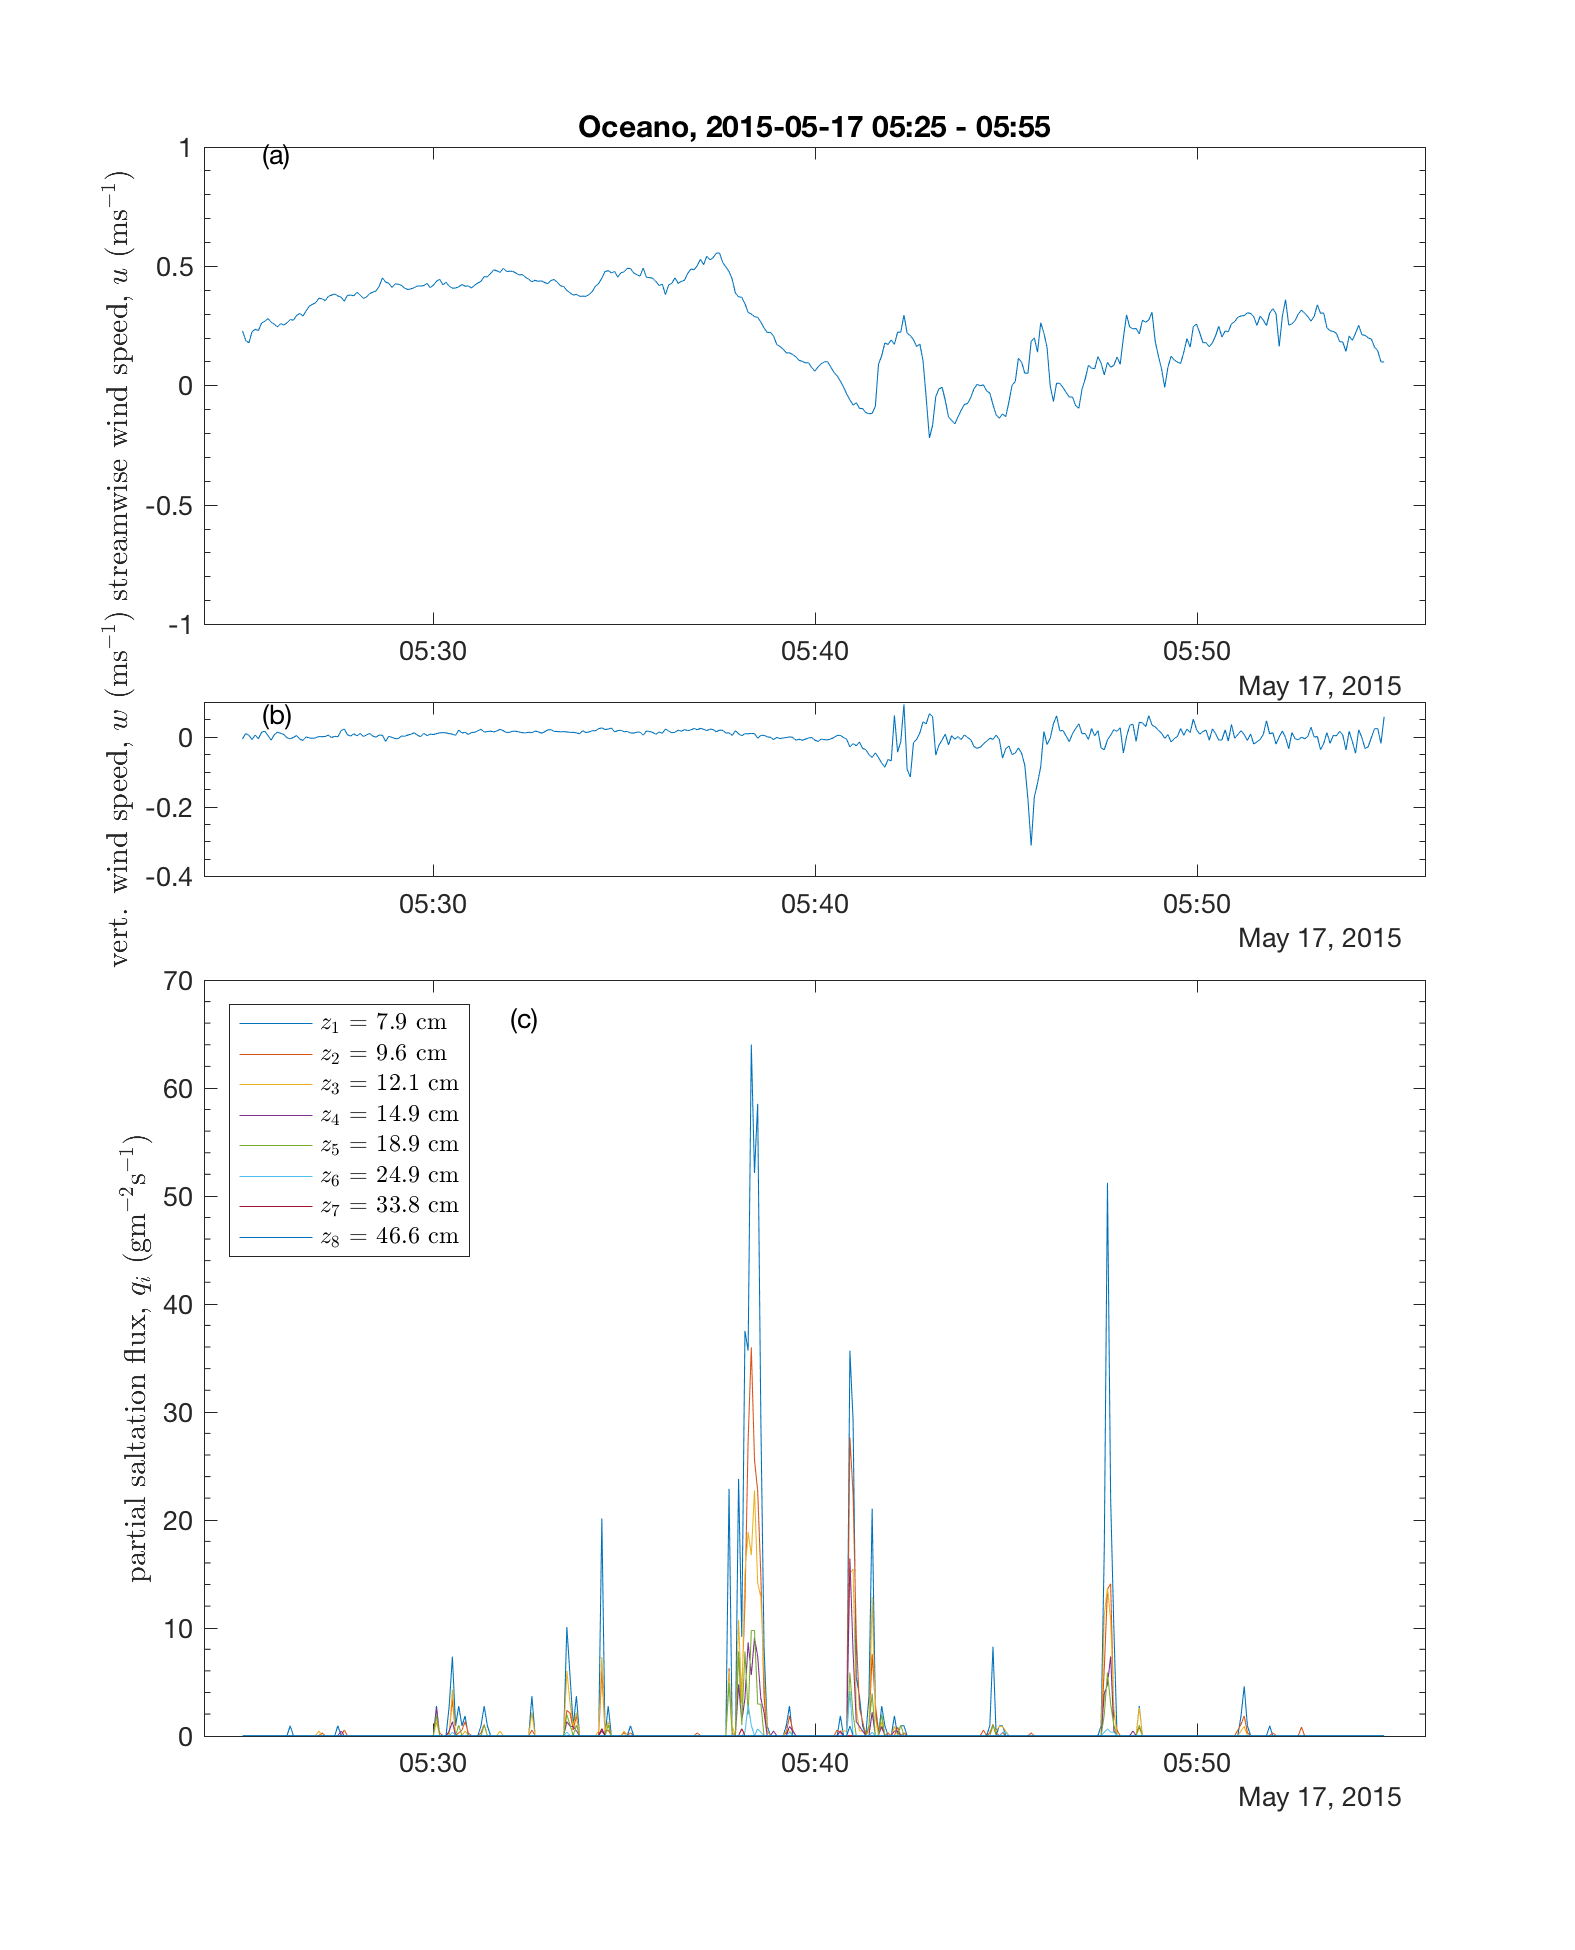 Oceano, 2015-05-17 05:25 - 05:55
(a)
streamwise wind speed, u (ms⁻¹)
1
0.5
0
-0.5
-1
05:30 05:40 05:50
May 17, 2015
(b)
vert. wind speed, w (ms⁻¹)
0
-0.2
-0.4
05:30 05:40 05:50
May 17, 2015
(c)
partial saltation flux, qᵢ (gm⁻²s⁻¹)
70
60
50
40
30
20
10
0
z₁ = 7.9 cm
z₂ = 9.6 cm
z₃ = 12.1 cm
z₄ = 14.9 cm
z₅ = 18.9 cm
z₆ = 24.9 cm
z₇ = 33.8 cm
z₈ = 46.6 cm
05:30 05:40 05:50
May 17, 2015